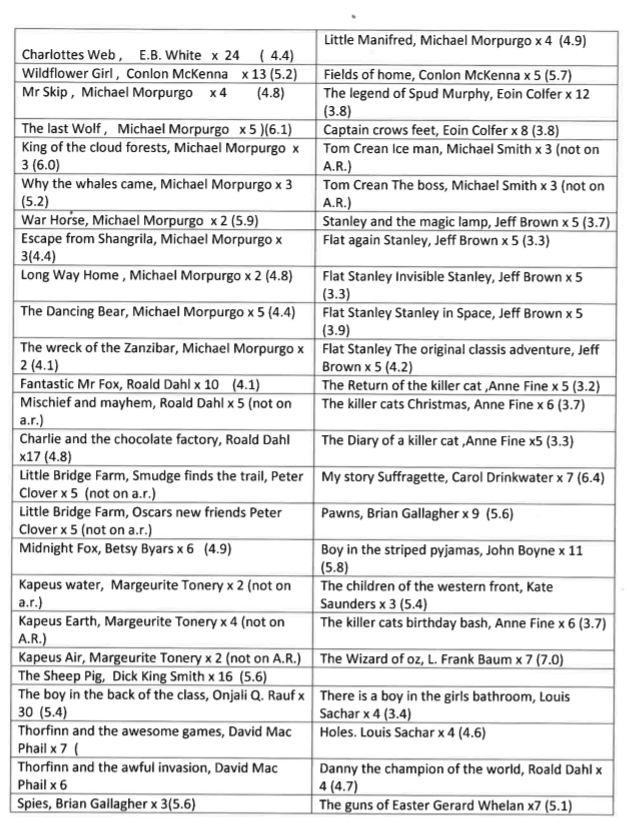 Charlottes Web , E.B. White x 24 ( 4.4)
Little Manifred, Michael Morpurgo x 4 (4.9)
Wildflower Girl , Conlon McKenna x 13 (5.2)
Fields of home, Conlon McKenna x 5 (5.7)
Mr Skip , Michael Morpurgo x 4 (4.8)
The legend of Spud Murphy, Eoin Colfer x 12
(3.8)
The last Wolf , Michael Morpurgo x 5 )(6.1)
Captain crows feet, Eoin Colfer x 8 (3.8)
King of the cloud forests, Michael Morpurgo x
3 (6.0)
Tom Crean Ice man, Michael Smith x 3 (not on
A.R.)
Why the whales came, Michael Morpurgo x 3
(5.2)
Tom Crean The boss, Michael Smith x 3 (not on
A.R.)
War Horse, Michael Morpurgo x 2 (5.9)
Stanley and the magic lamp, Jeff Brown x 5 (3.7)
Escape from Shangrila, Michael Morpurgo x
3(4.4)
Flat again Stanley, Jeff Brown x 5 (3.3)
Long Way Home , Michael Morpurgo x 2 (4.8)
Flat Stanley Invisible Stanley, Jeff Brown x 5
(3.3)
The Dancing Bear, Michael Morpurgo x 5 (4.4)
Flat Stanley Stanley in Space, Jeff Brown x 5
(3.9)
The wreck of the Zanzibar, Michael Morpurgo x
2 (4.1)
Flat Stanley The original classis adventure, Jeff
Brown x 5 (4.2)
Fantastic Mr Fox, Roald Dahl x 10 (4.1)
The Return of the killer cat ,Anne Fine x 5 (3.2)
Mischief and mayhem, Roald Dahl x 5 (not on
a.r.)
The killer cats Christmas, Anne Fine x 6 (3.7)
Charlie and the chocolate factory, Roald Dahl
x17 (4.8)
The Diary of a killer cat ,Anne Fine x5 (3.3)
Little Bridge Farm, Smudge finds the trail, Peter
Clover x 5 (not on a.r.)
My story Suffragette, Carol Drinkwater x 7 (6.4)
Little Bridge Farm, Oscars new friends Peter
Clover x 5 (not on a.r.)
Pawns, Brian Gallagher x 9 (5.6)
Midnight Fox, Betsy Byars x 6 (4.9)
Boy in the striped pyjamas, John Boyne x 11
(5.8)
Kapeus water, Margeurite Tonery x 2 (not on
a.r.)
The children of the western front, Kate
Saunders x 3 (5.4)
Kapeus Earth, Margeurite Tonery x 4 (not on
A.R.)
The killer cats birthday bash, Anne Fine x 6 (3.7)
Kapeus Air, Margeurite Tonery x 2 (not on A.R.)
The Wizard of oz, L. Frank Baum x 7 (7.0)
The Sheep Pig, Dick King Smith x 16 (5.6)
The boy in the back of the class, Onjali Q. Rauf x
30 (5.4)
There is a boy in the girls bathroom, Louis
Sachar x 4 (3.4)
Thorfinn and the awesome games, David Mac
Phail x 7 (
Holes. Louis Sachar x 4 (4.6)
Thorfinn and the awful invasion, David Mac
Phail x 6
Danny the champion of the world, Roald Dahl x
4 (4.7)
Spies, Brian Gallagher x 3(5.6)
The guns of Easter Gerard Whelan x7 (5.1)